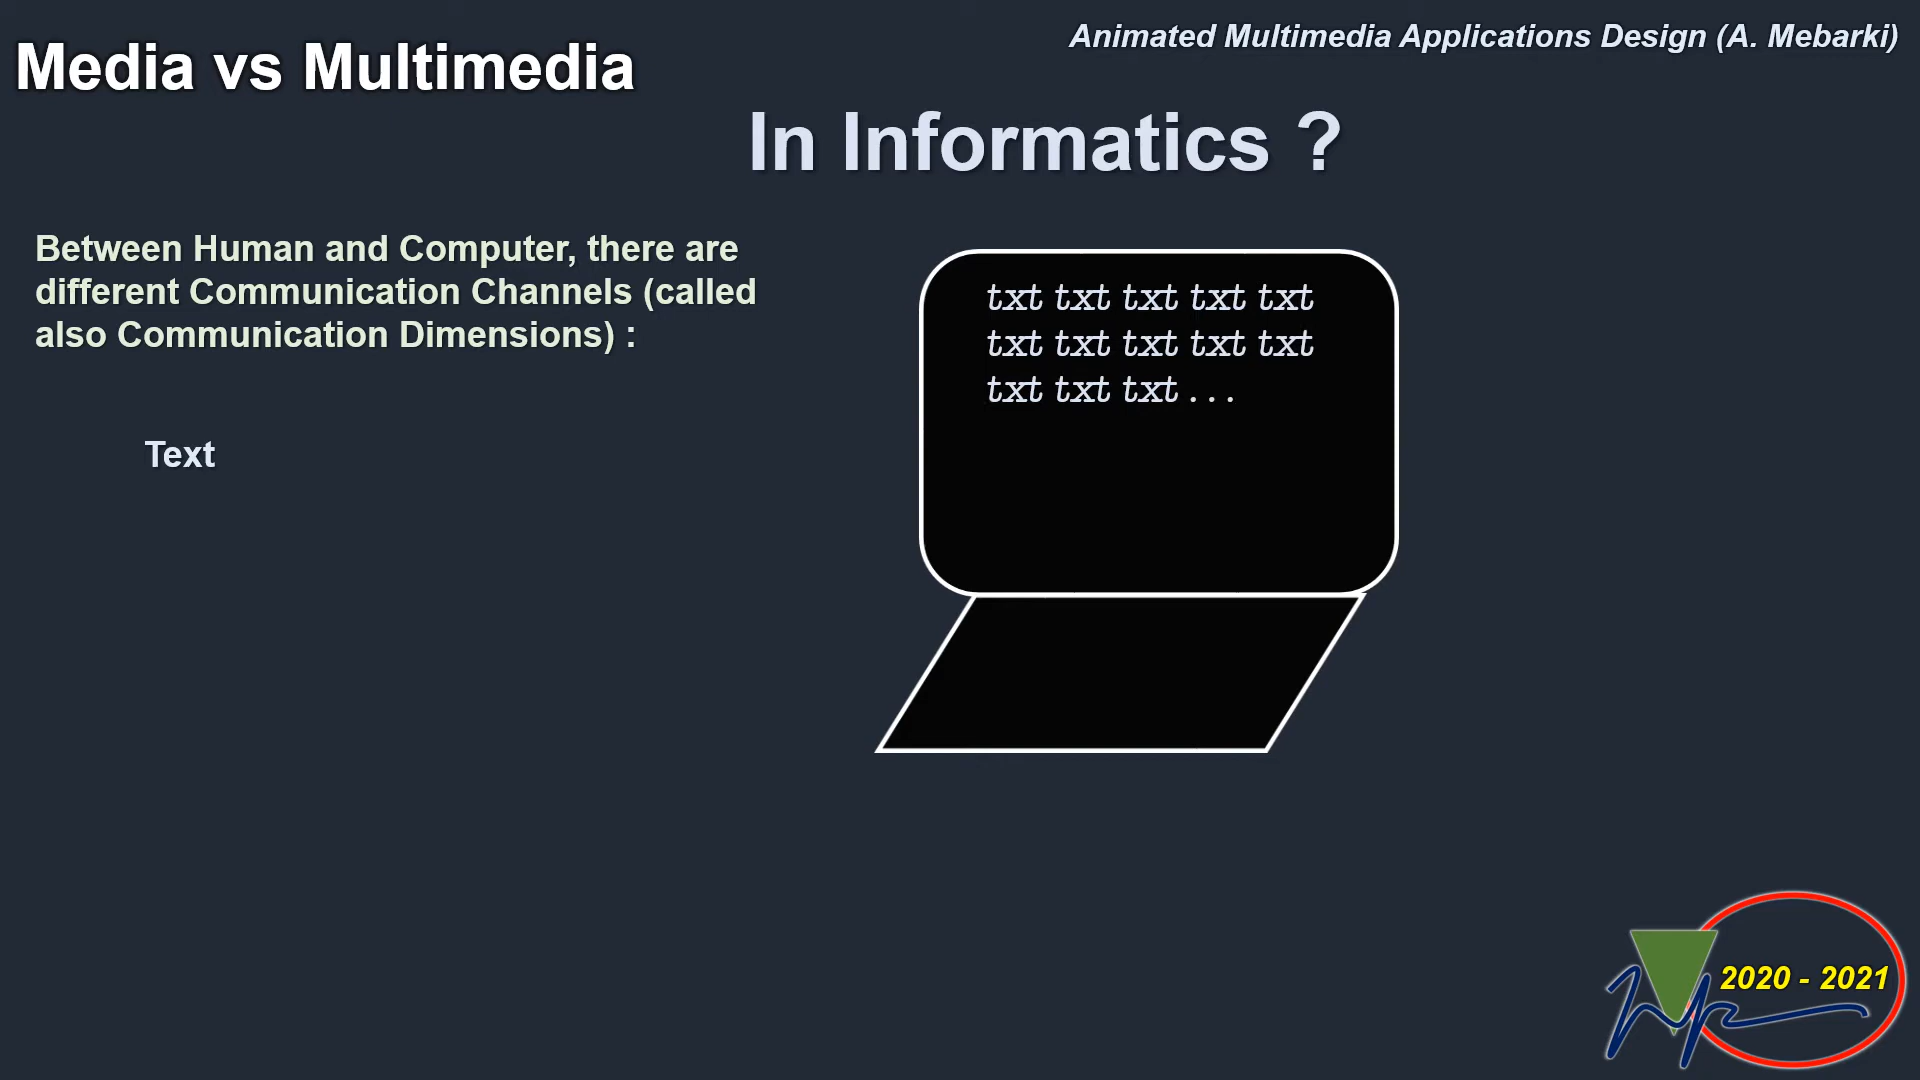 Animated Multimedia Applications Design (A. Mebarki)
Media vs Multimedia
In Informatics ?
Between Human and Computer, there are
different Communication Channels (called
also Communication Dimensions) :
Text
txt txt txt txt txt
txt txt txt txt txt
txt txt txt . . .
2020 - 2021